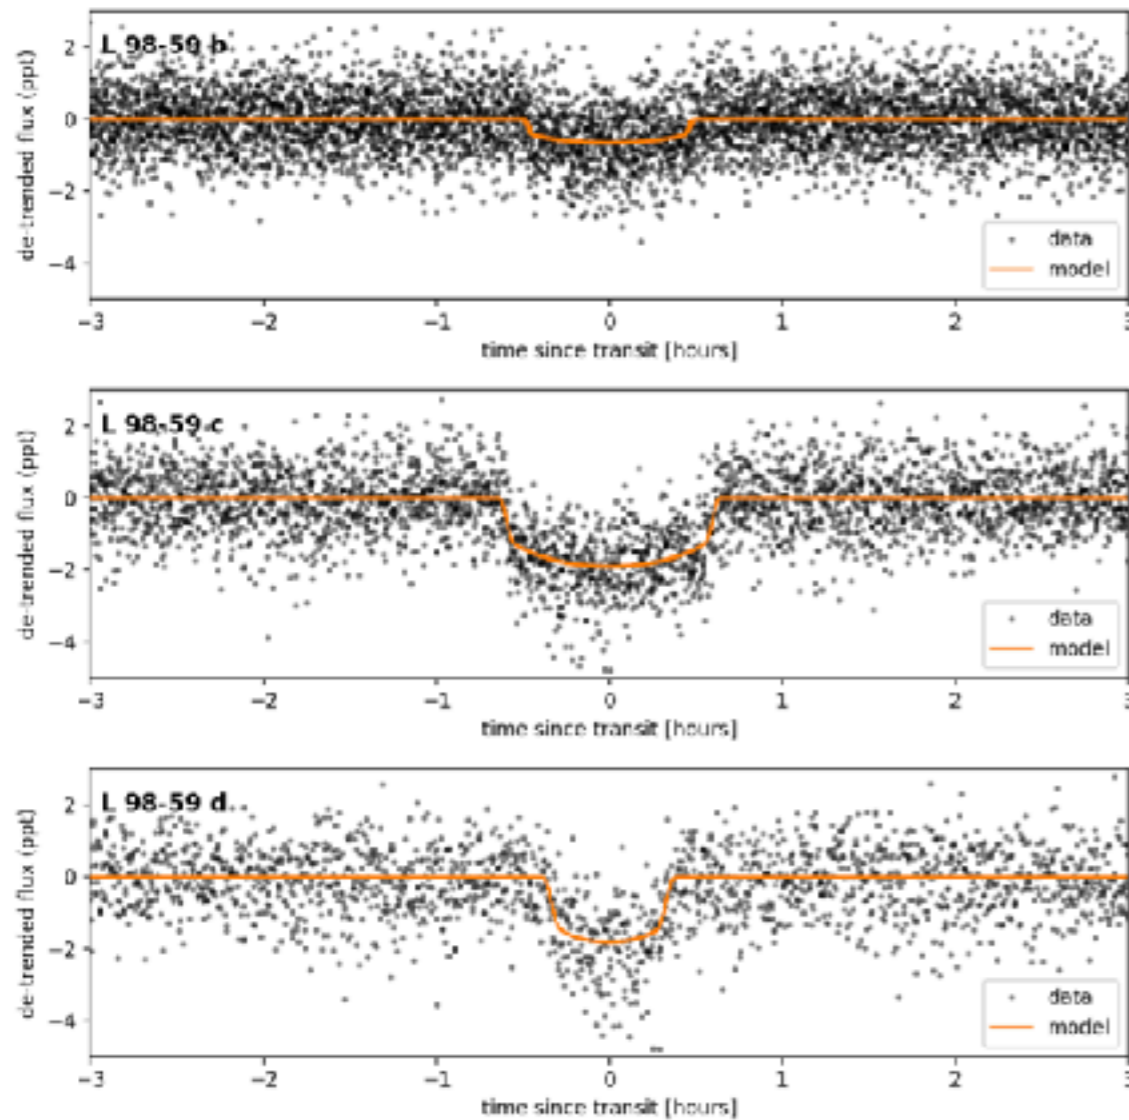 L 98-59 b
de-trended flux (ppt)
2
0
−2
−4
data
model
−3
−2
−1
0
1
2
3
time since transit [hours]
L 98-59 c
de-trended flux (ppt)
2
0
−2
−4
data
model
−3
−2
−1
0
1
2
3
time since transit [hours]
L 98-59 d
de-trended flux (ppt)
2
0
−2
−4
data
model
−3
−2
−1
0
1
2
3
time since transit [hours]